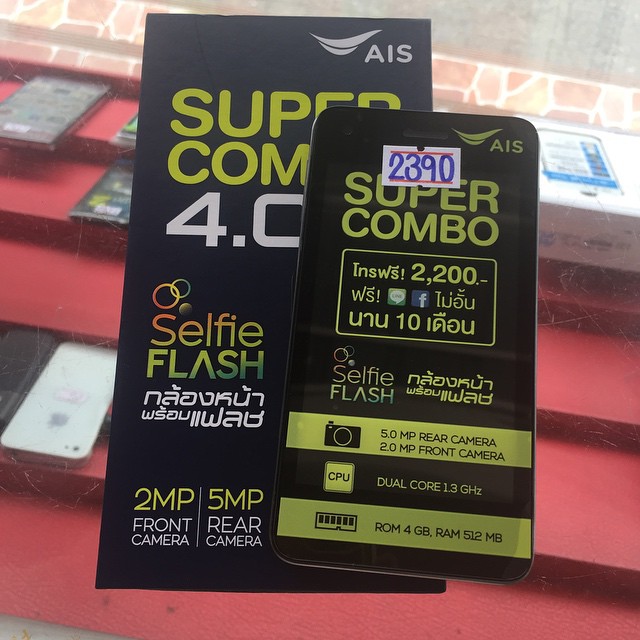 AIS
SUPER
COM
4.0
Selfie
FLASH
กล้องหน้า
พร้อมแฟลช
2MP
FRONT
CAMERA
5MP
REAR
CAMERA
AIS
2390
SUPER
COMBO
โทรฟรี! 2,200.-
ฟรี! LINE f ไม่อั้น
นาน 10 เดือน
Selfie
FLASH
กล้องหน้า
พร้อมแฟลช
5.0 MP REAR CAMERA
2.0 MP FRONT CAMERA
CPU
DUAL CORE 1.3 GHz
ROM 4 GB, RAM 512 MB